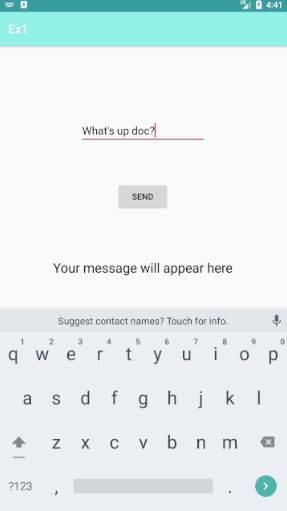 4:41
Ex1
What's up doc?
SEND
Your message will appear here
Suggest contact names? Touch for info.
1 2 3 4 5 6 7 8 9 0
q w e r t y u i o p
a s d f g h j k l
z x c v b n m
?123 , .